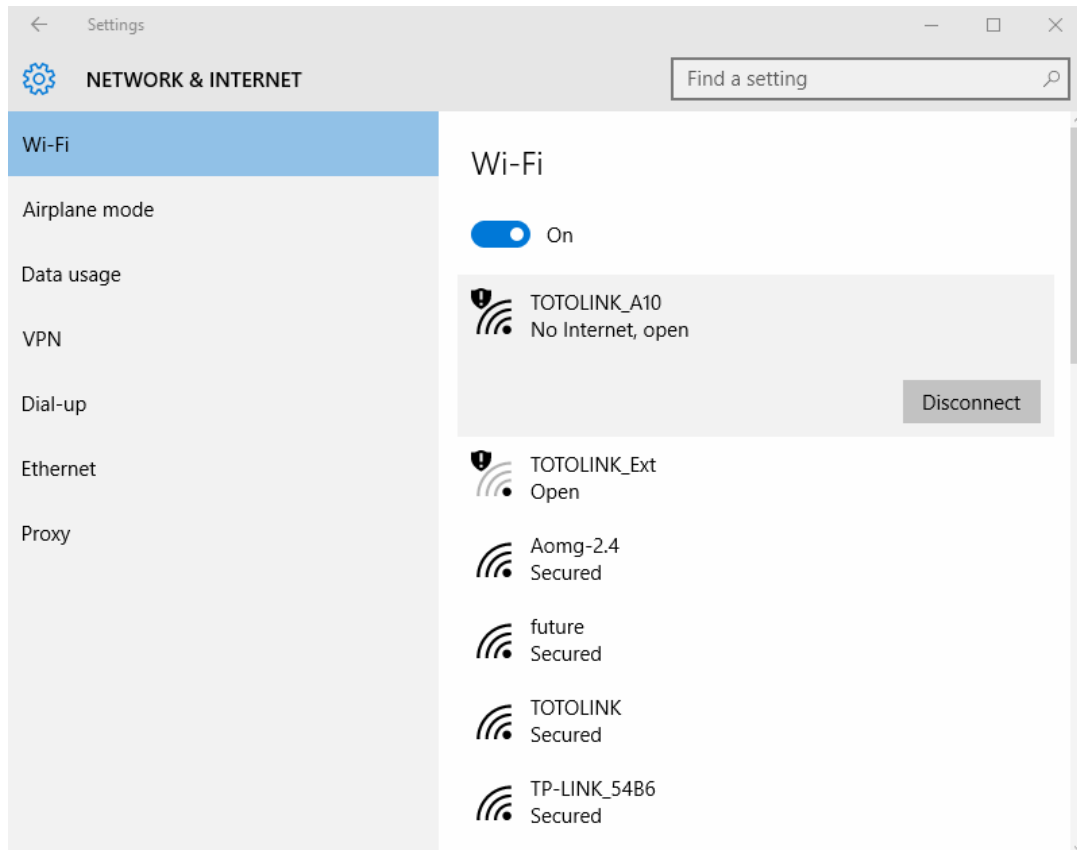 Settings
NETWORK & INTERNET
Find a setting
Wi-Fi
Airplane mode
Data usage
VPN
Dial-up
Ethernet
Proxy
Wi-Fi
On
TOTOLINK_A10
No Internet, open
Disconnect
TOTOLINK_Ext
Open
Aomg-2.4
Secured
future
Secured
TOTOLINK
Secured
TP-LINK_54B6
Secured